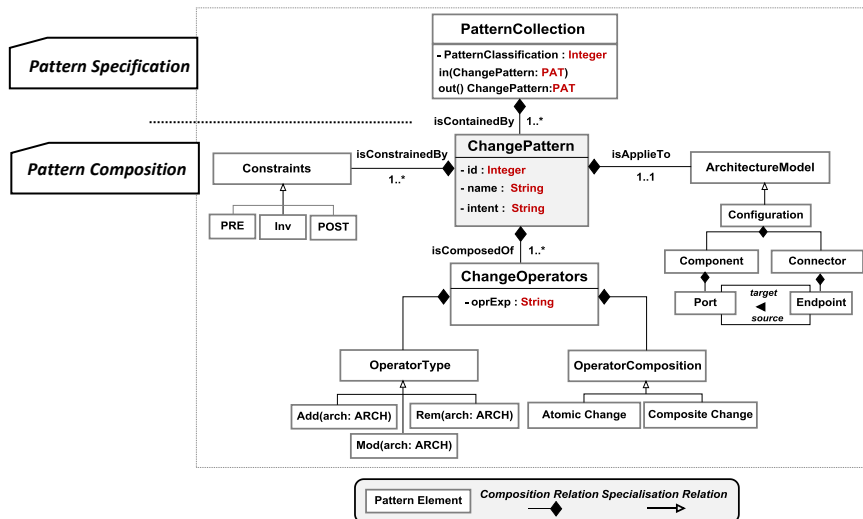 PatternCollection
- PatternClassification : Integer
in(ChangePattern: PAT)
out() ChangePattern:PAT
Pattern Specification
isContainedBy 1..*
Pattern Composition
ChangePattern
- id : Integer
- name : String
- intent : String
isConstrainedBy
1..*
Constraints
PRE
Inv
POST
isApplieTo
1..1
ArchitectureModel
Configuration
Component
Connector
Port
target
source
Endpoint
isComposedOf 1..*
ChangeOperators
- oprExp : String
OperatorType
Add(arch: ARCH)
Rem(arch: ARCH)
Mod(arch: ARCH)
OperatorComposition
Atomic Change
Composite Change
Pattern Element
Composition Relation Specialisation Relation